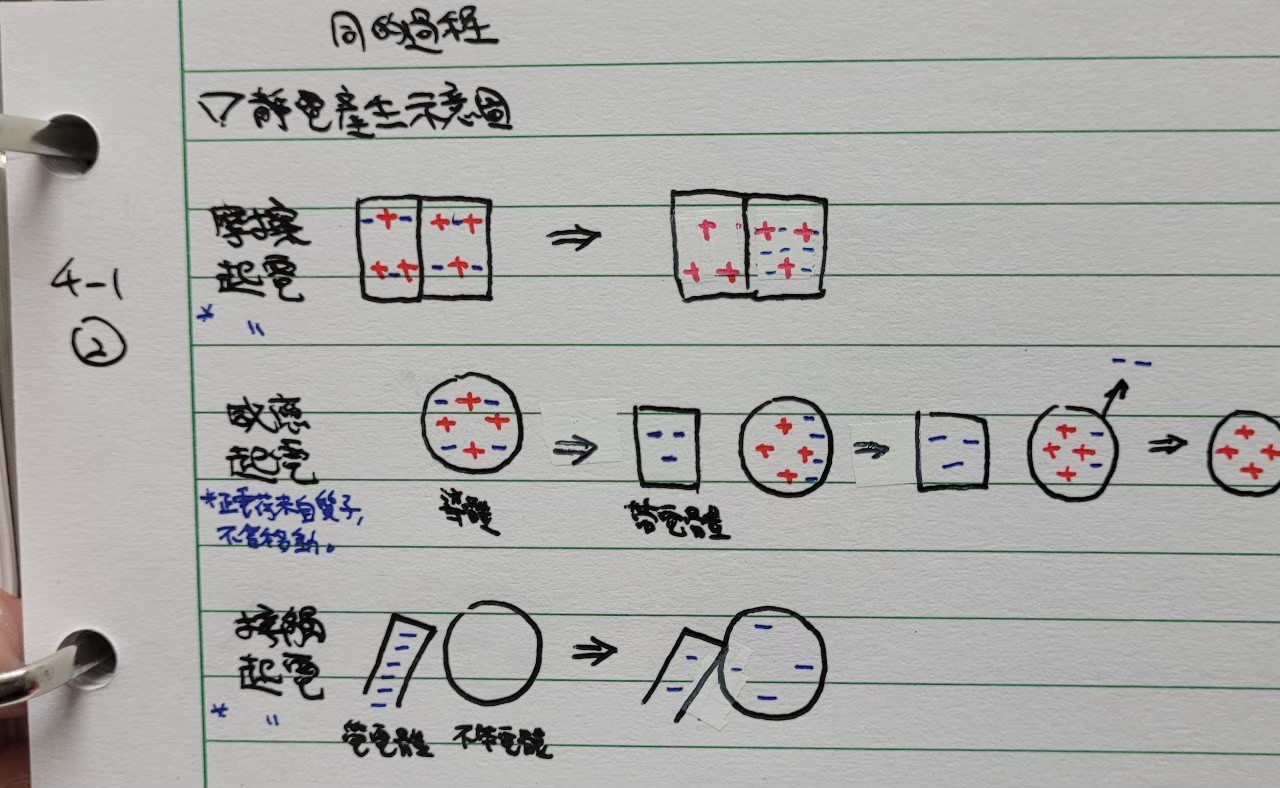 同的過程
▽靜電產生示意圖
摩擦
起電
* 〃
4-1
②
感應
起電
*正電荷來自質子,
不會移動。
導體
帶電體
接觸
起電
* 〃
帶電體 不帶電體